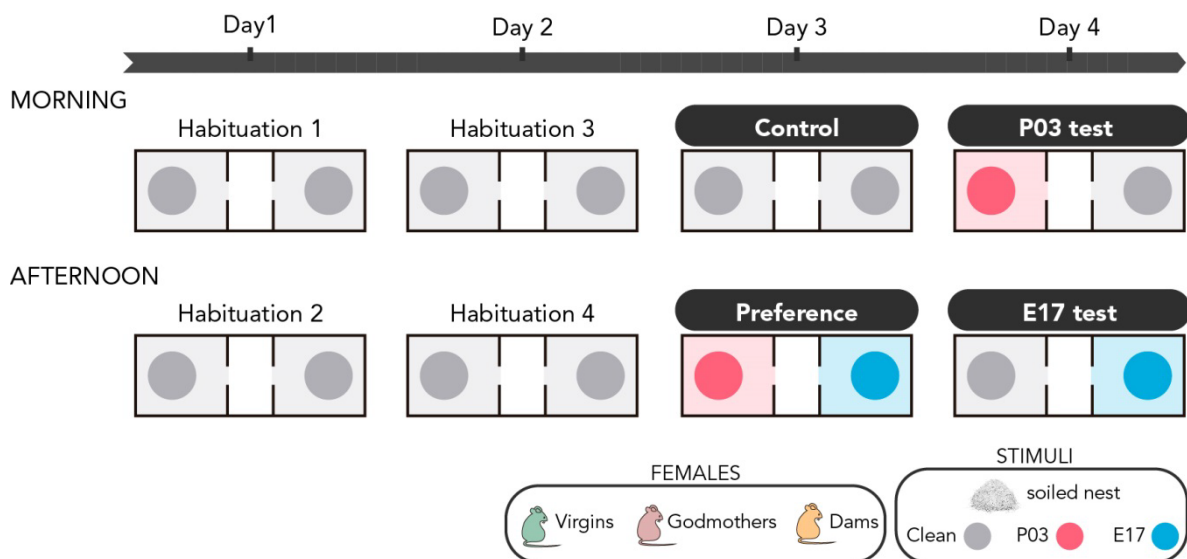 Day1 Day 2 Day 3 Day 4
MORNING
Habituation 1 Habituation 3 Control P03 test
AFTERNOON
Habituation 2 Habituation 4 Preference E17 test
FEMALES
Virgins Godmothers Dams
STIMULI
soiled nest
Clean P03 E17